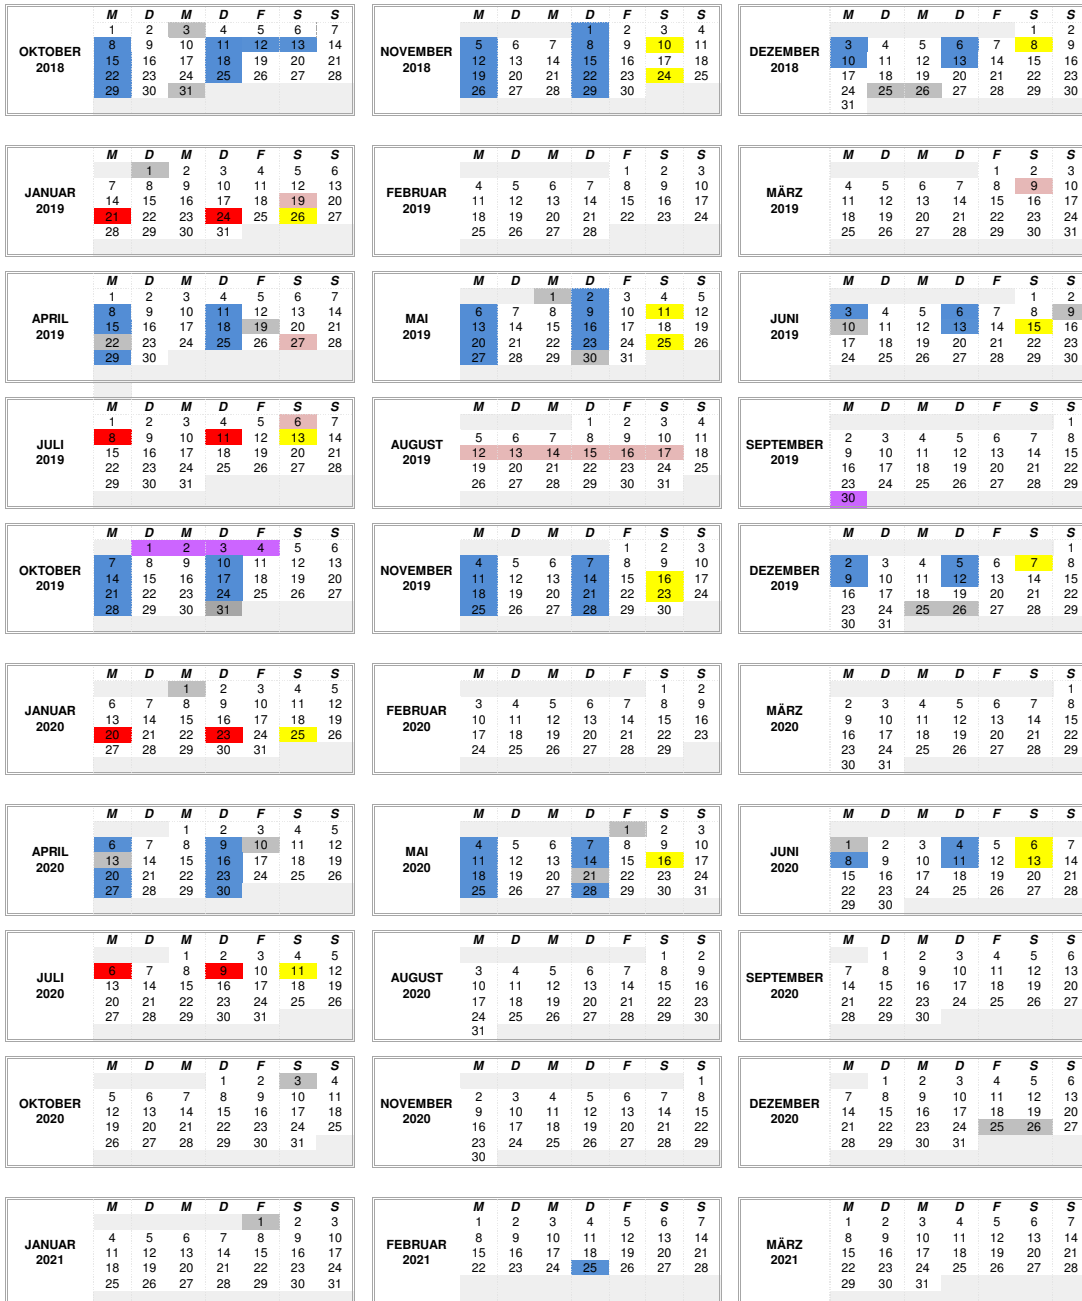 OKTOBER
2018
M D M D F S S
1 2 3 4 5 6 7
8 9 10 11 12 13 14
15 16 17 18 19 20 21
22 23 24 25 26 27 28
29 30 31
NOVEMBER
2018
M D M D F S S
1 2 3 4
5 6 7 8 9 10 11
12 13 14 15 16 17 18
19 20 21 22 23 24 25
26 27 28 29 30
DEZEMBER
2018
M D M D F S S
1 2
3 4 5 6 7 8 9
10 11 12 13 14 15 16
17 18 19 20 21 22 23
24 25 26 27 28 29 30
31
JANUAR
2019
M D M D F S S
1 2 3 4 5 6
7 8 9 10 11 12 13
14 15 16 17 18 19 20
21 22 23 24 25 26 27
28 29 30 31
FEBRUAR
2019
M D M D F S S
1 2 3
4 5 6 7 8 9 10
11 12 13 14 15 16 17
18 19 20 21 22 23 24
25 26 27 28
MÄRZ
2019
M D M D F S S
1 2 3
4 5 6 7 8 9 10
11 12 13 14 15 16 17
18 19 20 21 22 23 24
25 26 27 28 29 30 31
APRIL
2019
M D M D F S S
1 2 3 4 5 6 7
8 9 10 11 12 13 14
15 16 17 18 19 20 21
22 23 24 25 26 27 28
29 30
MAI
2019
M D M D F S S
1 2 3 4 5
6 7 8 9 10 11 12
13 14 15 16 17 18 19
20 21 22 23 24 25 26
27 28 29 30 31
JUNI
2019
M D M D F S S
1 2
3 4 5 6 7 8 9
10 11 12 13 14 15 16
17 18 19 20 21 22 23
24 25 26 27 28 29 30
JULI
2019
M D M D F S S
1 2 3 4 5 6 7
8 9 10 11 12 13 14
15 16 17 18 19 20 21
22 23 24 25 26 27 28
29 30 31
AUGUST
2019
M D M D F S S
1 2 3 4
5 6 7 8 9 10 11
12 13 14 15 16 17 18
19 20 21 22 23 24 25
26 27 28 29 30 31
SEPTEMBER
2019
M D M D F S S
1
2 3 4 5 6 7 8
9 10 11 12 13 14 15
16 17 18 19 20 21 22
23 24 25 26 27 28 29
30
OKTOBER
2019
M D M D F S S
1 2 3 4 5 6
7 8 9 10 11 12 13
14 15 16 17 18 19 20
21 22 23 24 25 26 27
28 29 30 31
NOVEMBER
2019
M D M D F S S
1 2 3
4 5 6 7 8 9 10
11 12 13 14 15 16 17
18 19 20 21 22 23 24
25 26 27 28 29 30
DEZEMBER
2019
M D M D F S S
1
2 3 4 5 6 7 8
9 10 11 12 13 14 15
16 17 18 19 20 21 22
23 24 25 26 27 28 29
30 31
JANUAR
2020
M D M D F S S
1 2 3 4 5
6 7 8 9 10 11 12
13 14 15 16 17 18 19
20 21 22 23 24 25 26
27 28 29 30 31
FEBRUAR
2020
M D M D F S S
1 2
3 4 5 6 7 8 9
10 11 12 13 14 15 16
17 18 19 20 21 22 23
24 25 26 27 28 29
MÄRZ
2020
M D M D F S S
1
2 3 4 5 6 7 8
9 10 11 12 13 14 15
16 17 18 19 20 21 22
23 24 25 26 27 28 29
30 31
APRIL
2020
M D M D F S S
1 2 3 4 5
6 7 8 9 10 11 12
13 14 15 16 17 18 19
20 21 22 23 24 25 26
27 28 29 30
MAI
2020
M D M D F S S
1 2 3
4 5 6 7 8 9 10
11 12 13 14 15 16 17
18 19 20 21 22 23 24
25 26 27 28 29 30 31
JUNI
2020
M D M D F S S
1 2 3 4 5 6 7
8 9 10 11 12 13 14
15 16 17 18 19 20 21
22 23 24 25 26 27 28
29 30
JULI
2020
M D M D F S S
1 2 3 4 5
6 7 8 9 10 11 12
13 14 15 16 17 18 19
20 21 22 23 24 25 26
27 28 29 30 31
AUGUST
2020
M D M D F S S
1 2
3 4 5 6 7 8 9
10 11 12 13 14 15 16
17 18 19 20 21 22 23
24 25 26 27 28 29 30
31
SEPTEMBER
2020
M D M D F S S
1 2 3 4 5 6
7 8 9 10 11 12 13
14 15 16 17 18 19 20
21 22 23 24 25 26 27
28 29 30
OKTOBER
2020
M D M D F S S
1 2 3 4
5 6 7 8 9 10 11
12 13 14 15 16 17 18
19 20 21 22 23 24 25
26 27 28 29 30 31
NOVEMBER
2020
M D M D F S S
1
2 3 4 5 6 7 8
9 10 11 12 13 14 15
16 17 18 19 20 21 22
23 24 25 26 27 28 29
30
DEZEMBER
2020
M D M D F S S
1 2 3 4 5 6
7 8 9 10 11 12 13
14 15 16 17 18 19 20
21 22 23 24 25 26 27
28 29 30 31
JANUAR
2021
M D M D F S S
1 2 3
4 5 6 7 8 9 10
11 12 13 14 15 16 17
18 19 20 21 22 23 24
25 26 27 28 29 30 31
FEBRUAR
2021
M D M D F S S
1 2 3 4 5 6 7
8 9 10 11 12 13 14
15 16 17 18 19 20 21
22 23 24 25 26 27 28
MÄRZ
2021
M D M D F S S
1 2 3 4 5 6 7
8 9 10 11 12 13 14
15 16 17 18 19 20 21
22 23 24 25 26 27 28
29 30 31